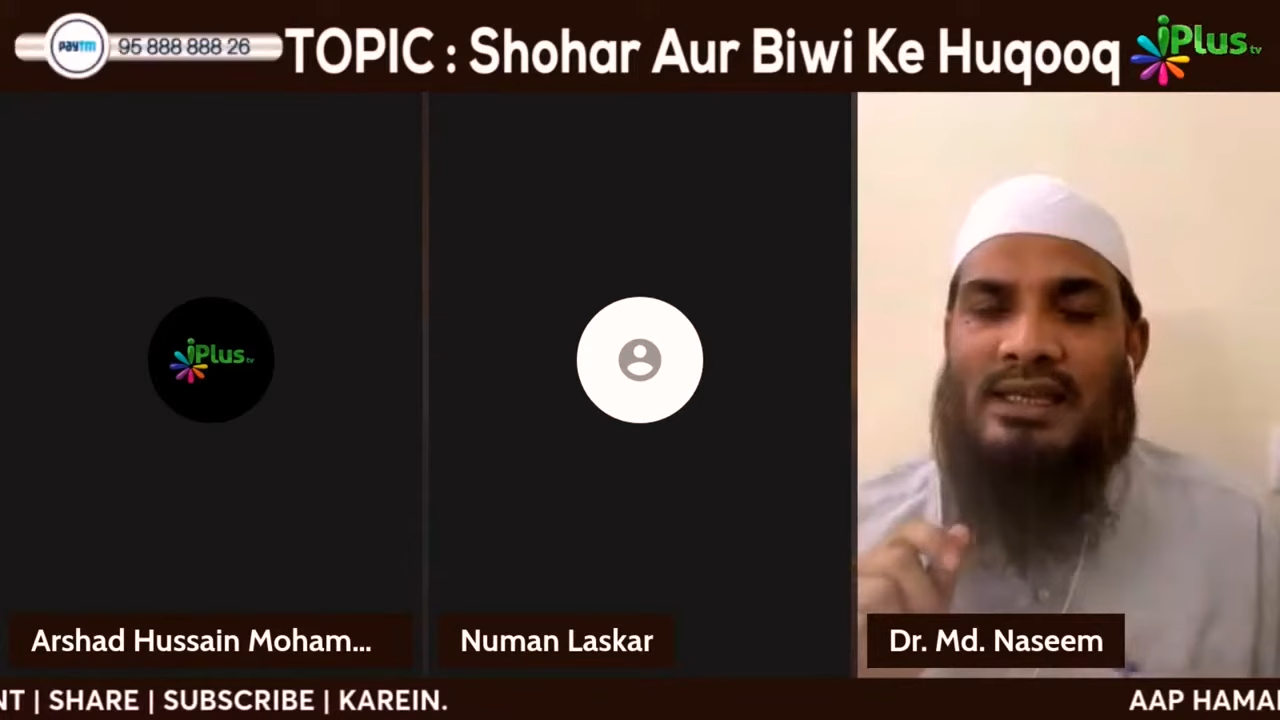 paytm 95 888 888 26 TOPIC : Shohar Aur Biwi Ke Huqooq iPlus tv
iPlus tv
Arshad Hussain Moham... Numan Laskar Dr. Md. Naseem
NT | SHARE | SUBSCRIBE | KAREIN. AAP HAMA